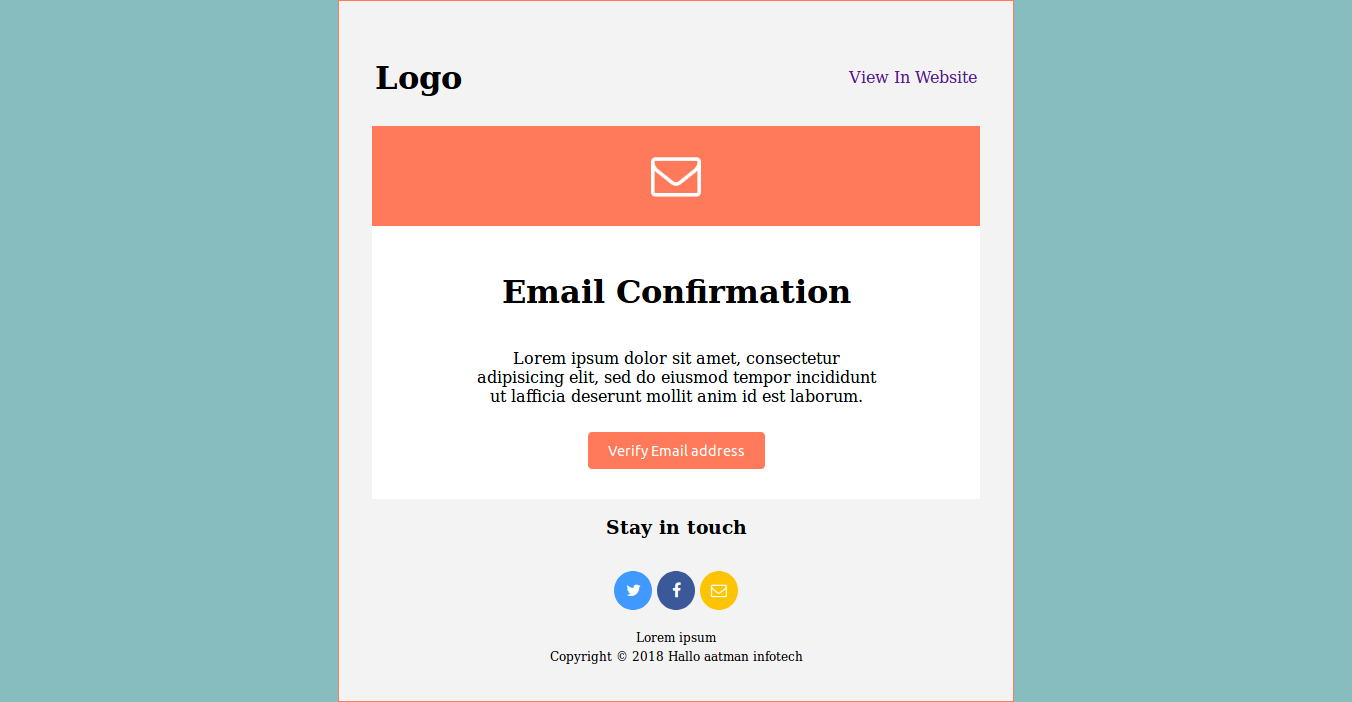 Logo
View In Website
Email Confirmation
Lorem ipsum dolor sit amet, consectetur
adipisicing elit, sed do eiusmod tempor incididunt
ut lafficia deserunt mollit anim id est laborum.
Verify Email address
Stay in touch
Lorem ipsum
Copyright © 2018 Hallo aatman infotech